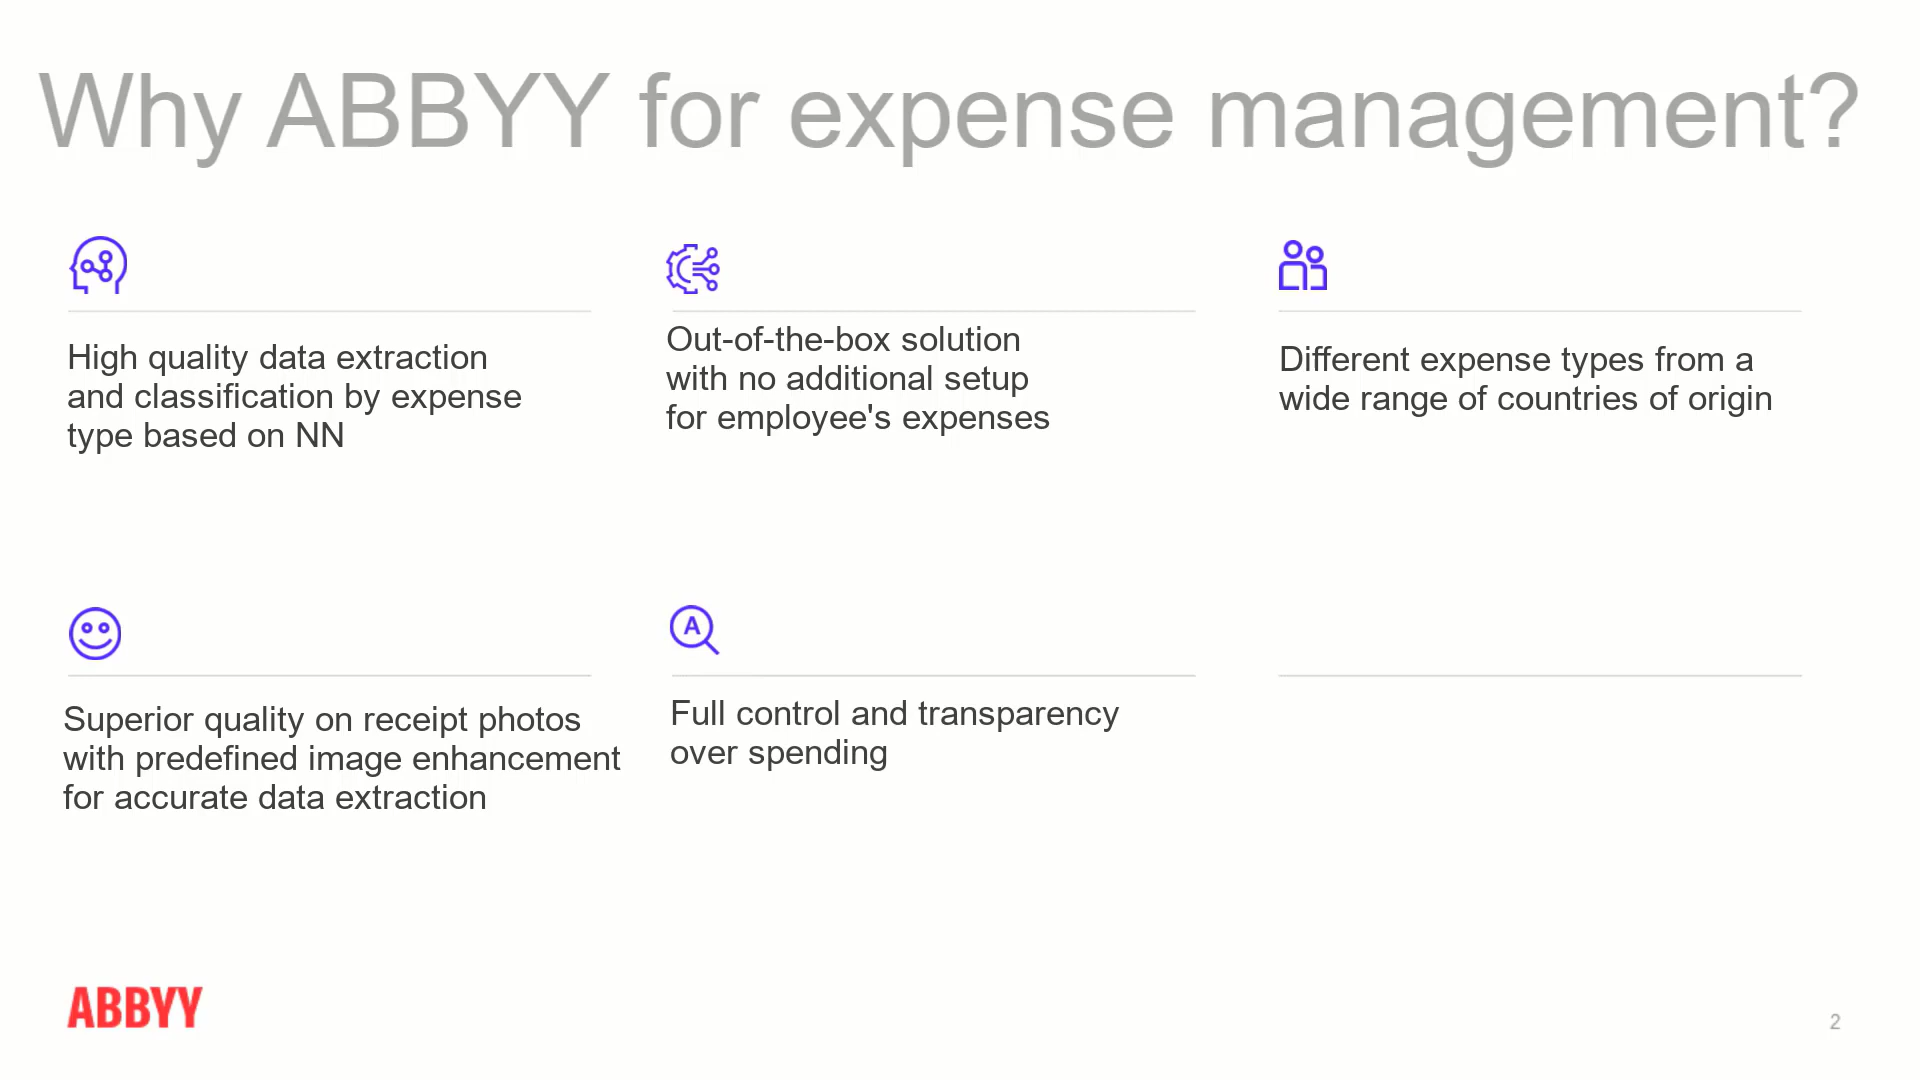 Why ABBYY for expense management?
High quality data extraction
and classification by expense
type based on NN
Out-of-the-box solution
with no additional setup
for employee's expenses
Different expense types from a
wide range of countries of origin
Superior quality on receipt photos
with predefined image enhancement
for accurate data extraction
A
Full control and transparency
over spending
ABBYY
2